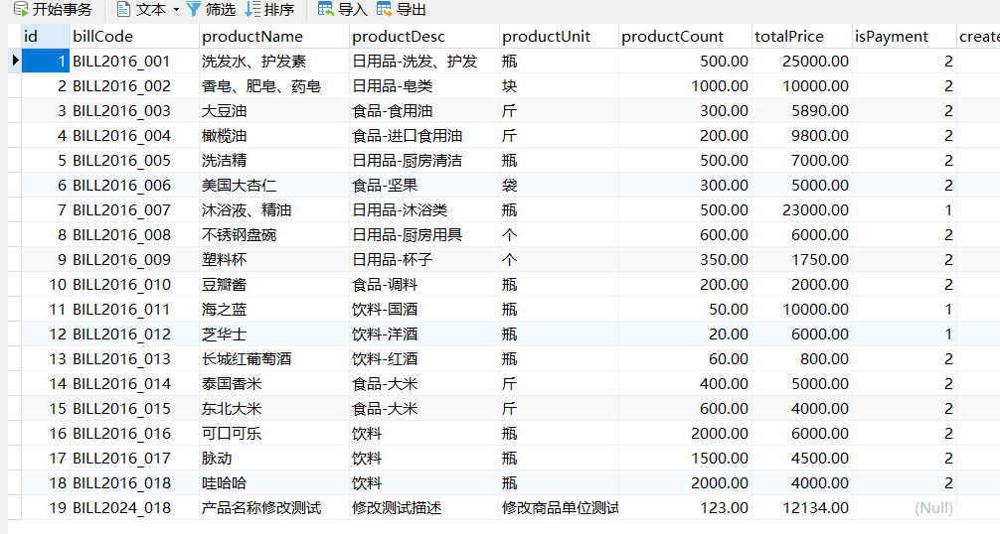 开始事务 文本 筛选 排序 导入 导出
id billCode productName productDesc productUnit productCount totalPrice isPayment create
1 BILL2016_001 洗发水、护发素 日用品-洗发、护发 瓶 500.00 25000.00 2
2 BILL2016_002 香皂、肥皂、药皂 日用品-皂类 块 1000.00 10000.00 2
3 BILL2016_003 大豆油 食品-食用油 斤 300.00 5890.00 2
4 BILL2016_004 橄榄油 食品-进口食用油 斤 200.00 9800.00 2
5 BILL2016_005 洗洁精 日用品-厨房清洁 瓶 500.00 7000.00 2
6 BILL2016_006 美国大杏仁 食品-坚果 袋 300.00 5000.00 2
7 BILL2016_007 沐浴液、精油 日用品-沐浴类 瓶 500.00 23000.00 1
8 BILL2016_008 不锈钢盘碗 日用品-厨房用具 个 600.00 6000.00 2
9 BILL2016_009 塑料杯 日用品-杯子 个 350.00 1750.00 2
10 BILL2016_010 豆瓣酱 食品-调料 瓶 200.00 2000.00 2
11 BILL2016_011 海之蓝 饮料-国酒 瓶 50.00 10000.00 1
12 BILL2016_012 芝华士 饮料-洋酒 瓶 20.00 6000.00 1
13 BILL2016_013 长城红葡萄酒 饮料-红酒 瓶 60.00 800.00 2
14 BILL2016_014 泰国香米 食品-大米 斤 400.00 5000.00 2
15 BILL2016_015 东北大米 食品-大米 斤 600.00 4000.00 2
16 BILL2016_016 可口可乐 饮料 瓶 2000.00 6000.00 2
17 BILL2016_017 脉动 饮料 瓶 1500.00 4500.00 2
18 BILL2016_018 哇哈哈 饮料 瓶 2000.00 4000.00 2
19 BILL2024_018 产品名称修改测试 修改测试描述 修改商品单位测试 123.00 12134.00 (Null)